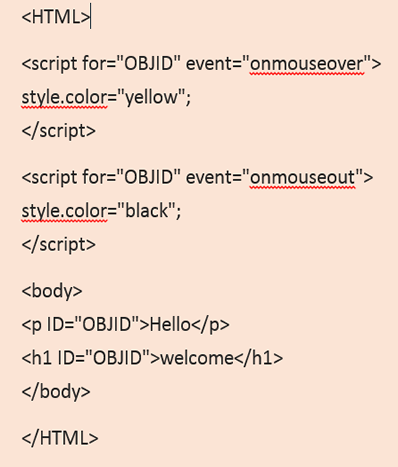 <HTML>
<script for="OBJID" event="onmouseover">
style.color="yellow";
</script>
<script for="OBJID" event="onmouseout">
style.color="black";
</script>
<body>
<p ID="OBJID">Hello</p>
<h1 ID="OBJID">welcome</h1>
</body>
</HTML>